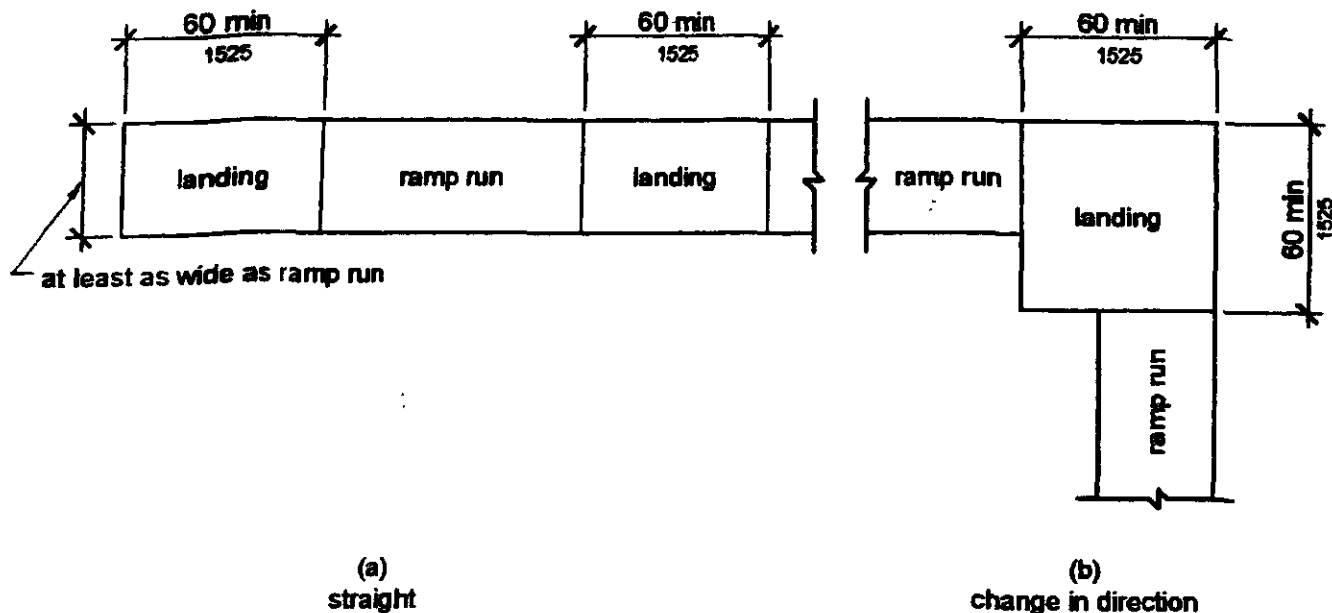 60 min
1525
60 min
1525
60 min
1525
landing
ramp run
landing
ramp run
landing
60 min
1525
at least as wide as ramp run
ramp run
(a)
straight
(b)
change in direction